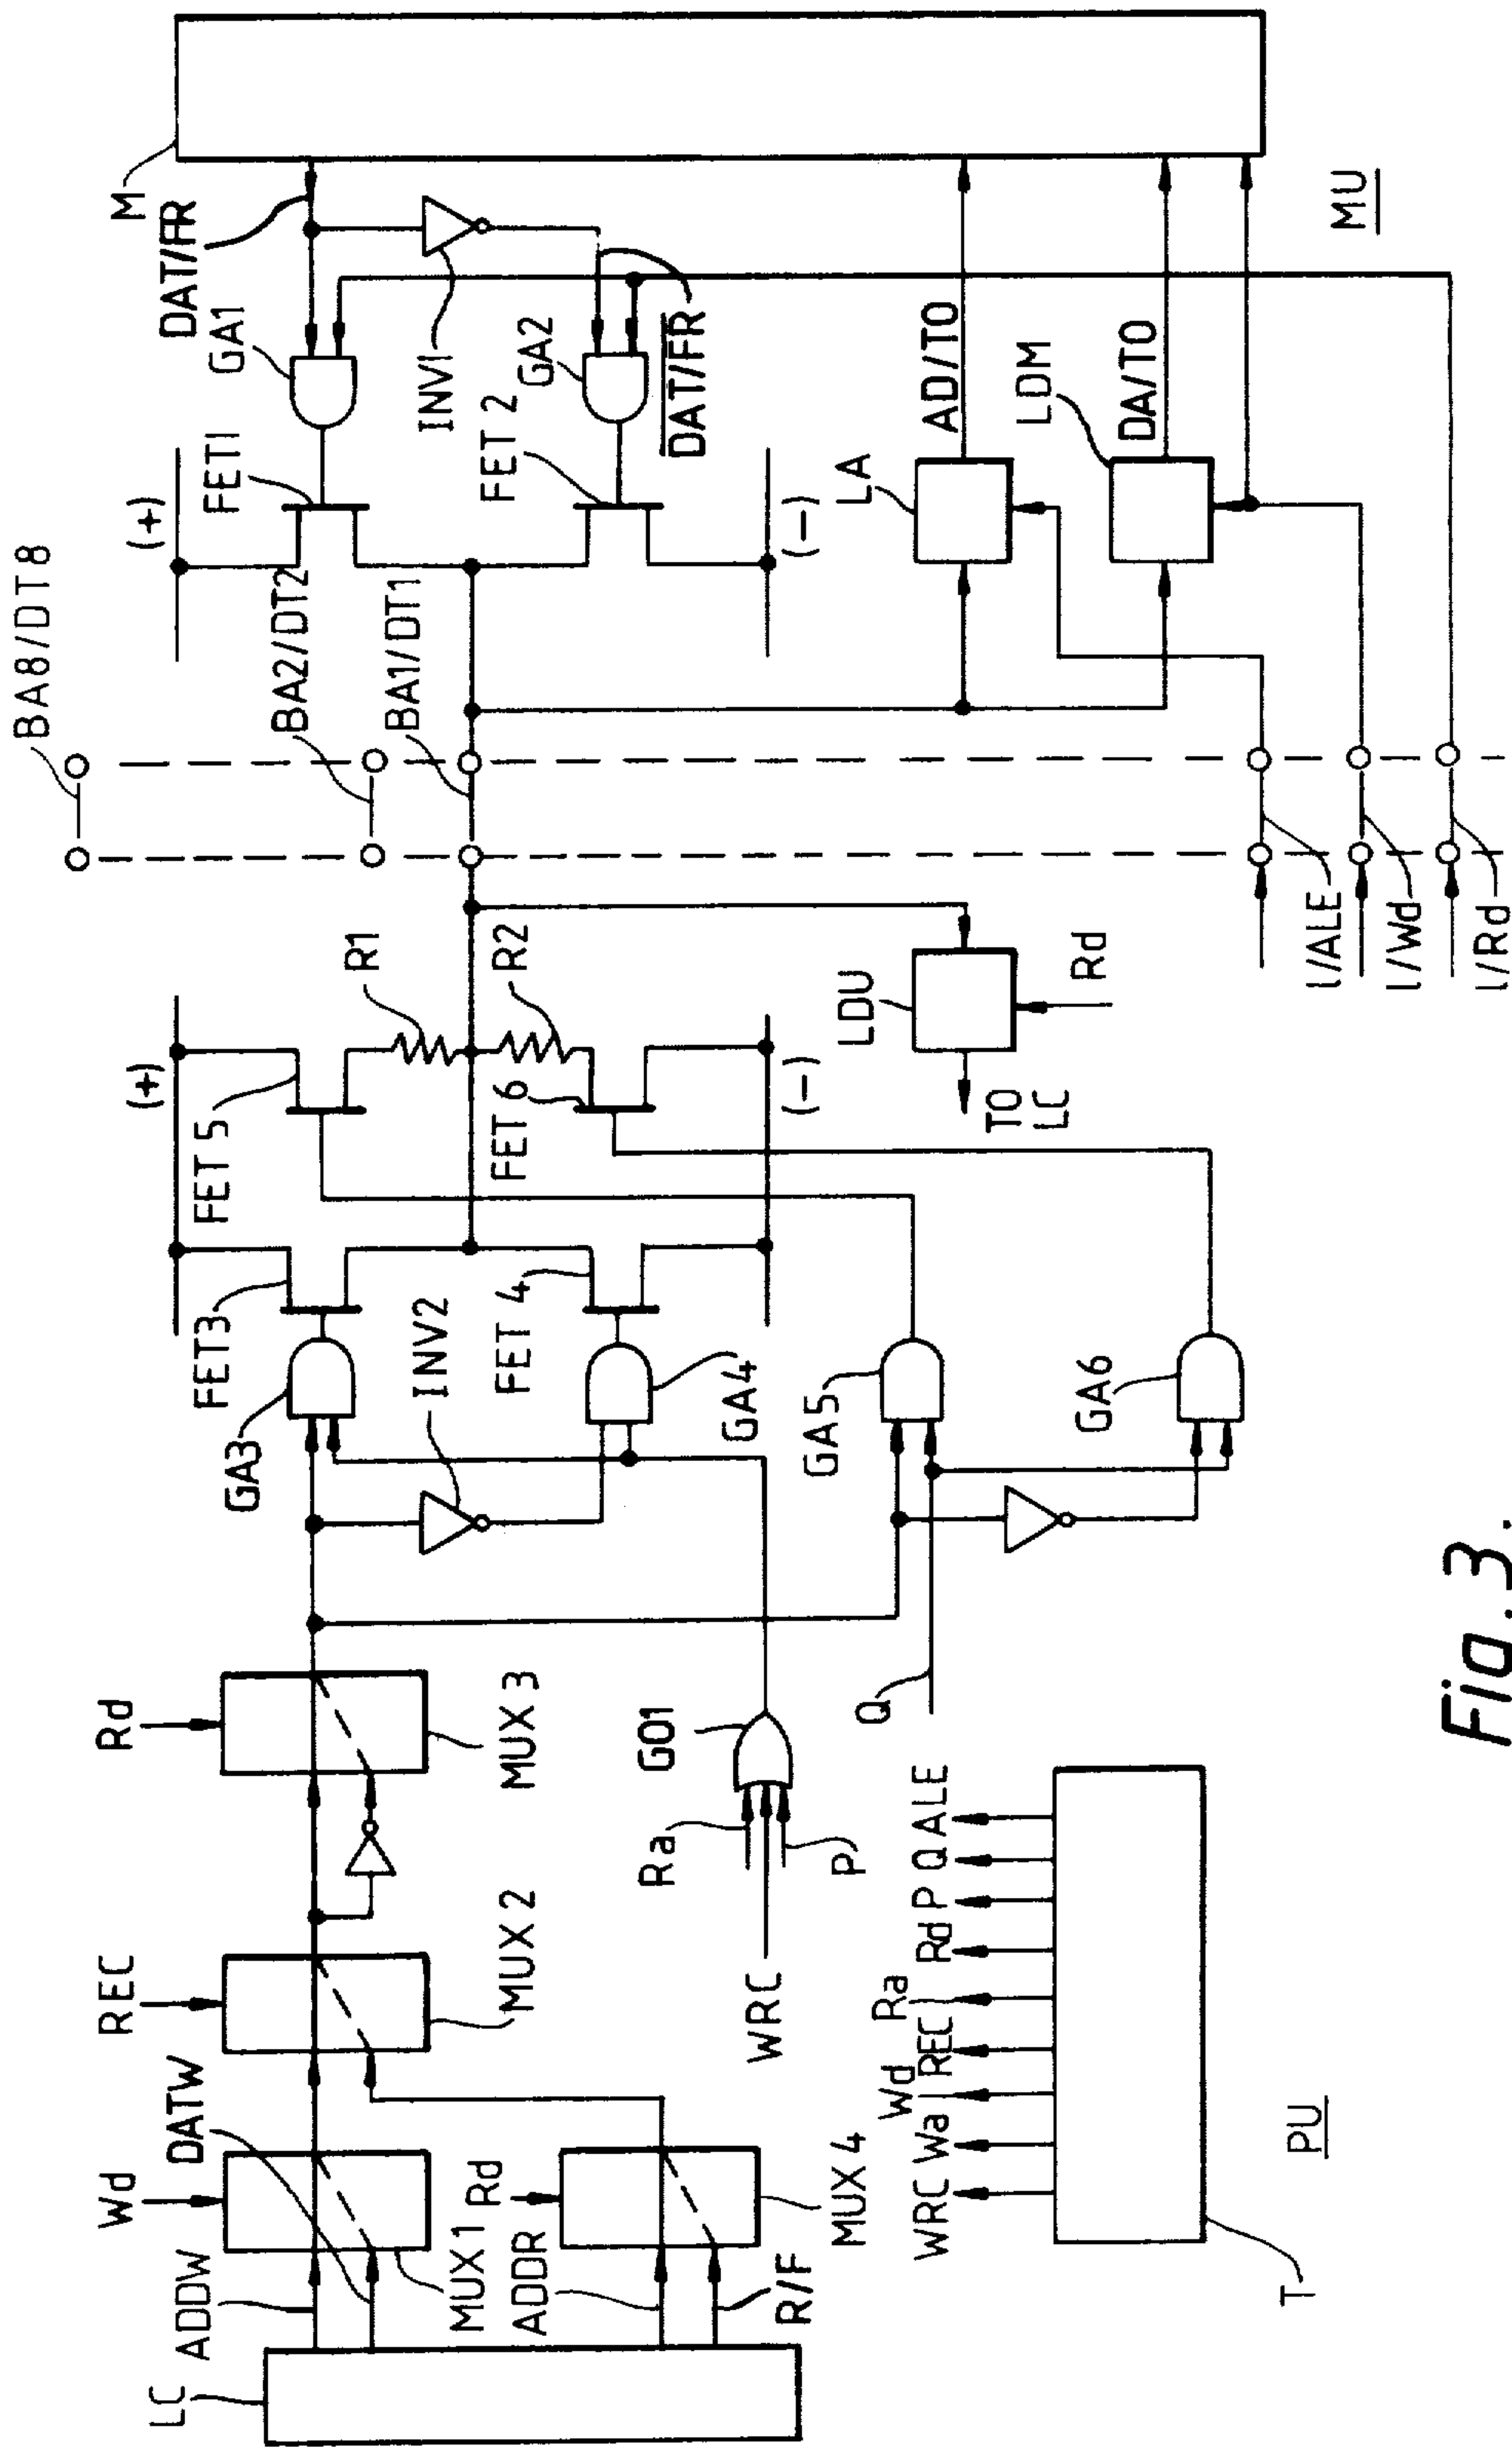 BA8/DT8
M
DAT/FR
GA1
FET1
(+)
BA2/DT2
BA1/DT1
INV1
GA2
FET 2
DAT/FR
(-)
AD/TO
LA
LDM
DA/TO
MU
l/ALE
l/Wd
l/Rd
(+)
R1
R2
FET 5
FET 6
(-)
LDU
Rd
TO
LC
FET3
GA3
INV2
FET 4
GA4
GA5
GA6
Rd
MUX 3
GO1
Ra
P
WRC
Q
REC
MUX 2
Wd
DATW
ADDW
MUX 1
Rd
ADDR
MUX 4
R/F
LC
WRC
Wa
Wd
REC
Ra
Rd
P
Q
ALE
T
PU
Fig.3.